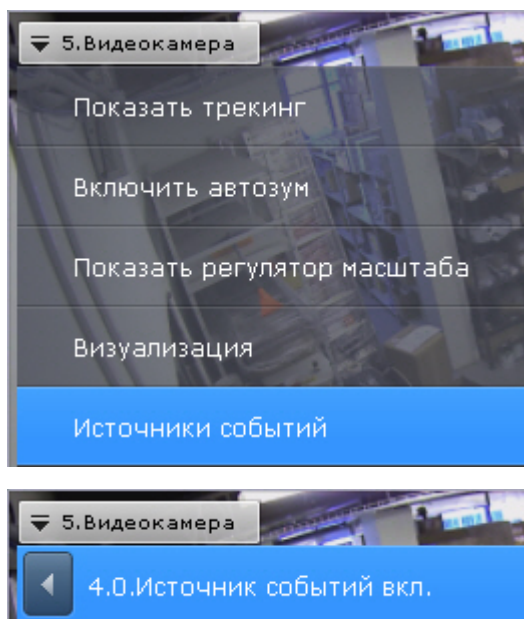 5.Видеокамера
Показать трекинг
Включить автозум
Показать регулятор масштаба
Визуализация
Источники событий
5.Видеокамера
4.0.Источник событий вкл.